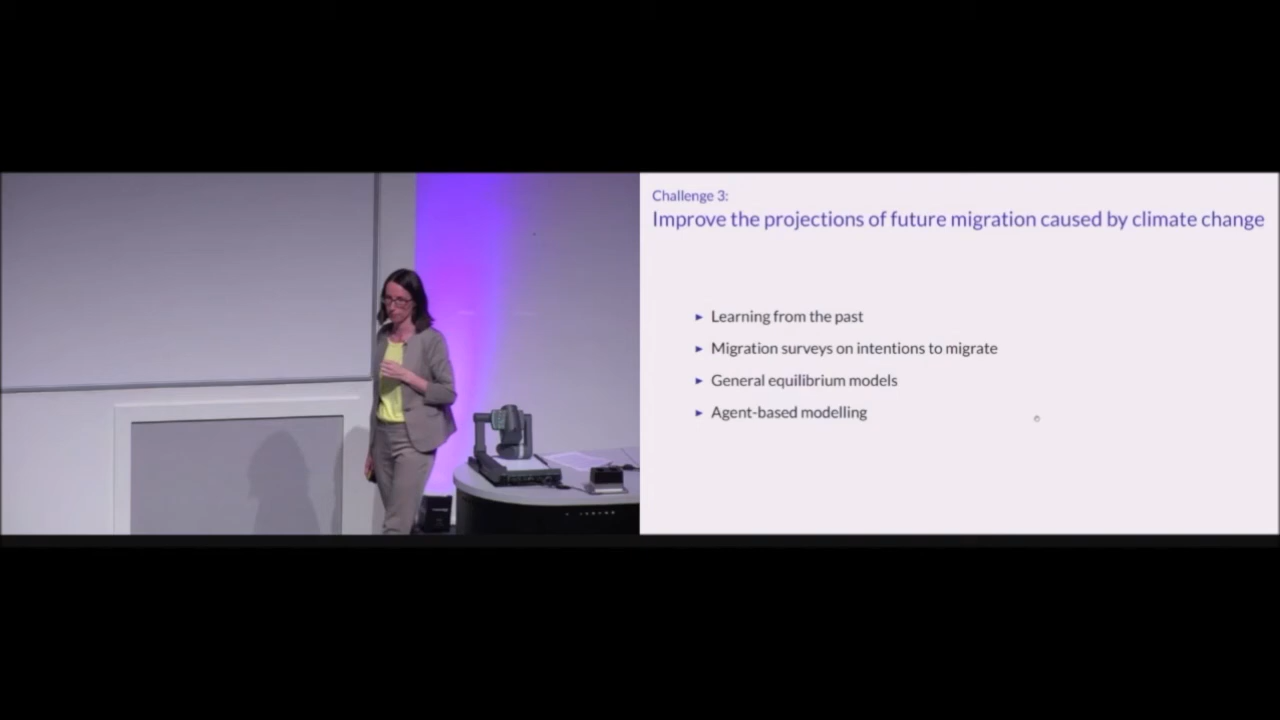 Challenge 3:
Improve the projections of future migration caused by climate change
► Learning from the past
► Migration surveys on intentions to migrate
► General equilibrium models
► Agent-based modelling